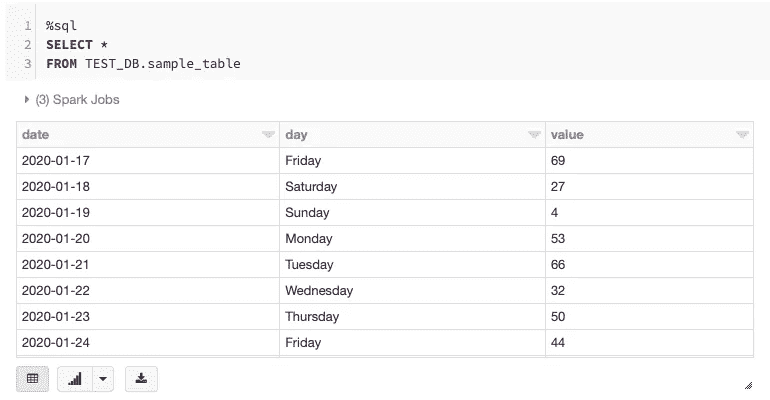 1 %sql
2 SELECT *
3 FROM TEST_DB.sample_table
(3) Spark Jobs
date day value
2020-01-17 Friday 69
2020-01-18 Saturday 27
2020-01-19 Sunday 4
2020-01-20 Monday 53
2020-01-21 Tuesday 66
2020-01-22 Wednesday 32
2020-01-23 Thursday 50
2020-01-24 Friday 44